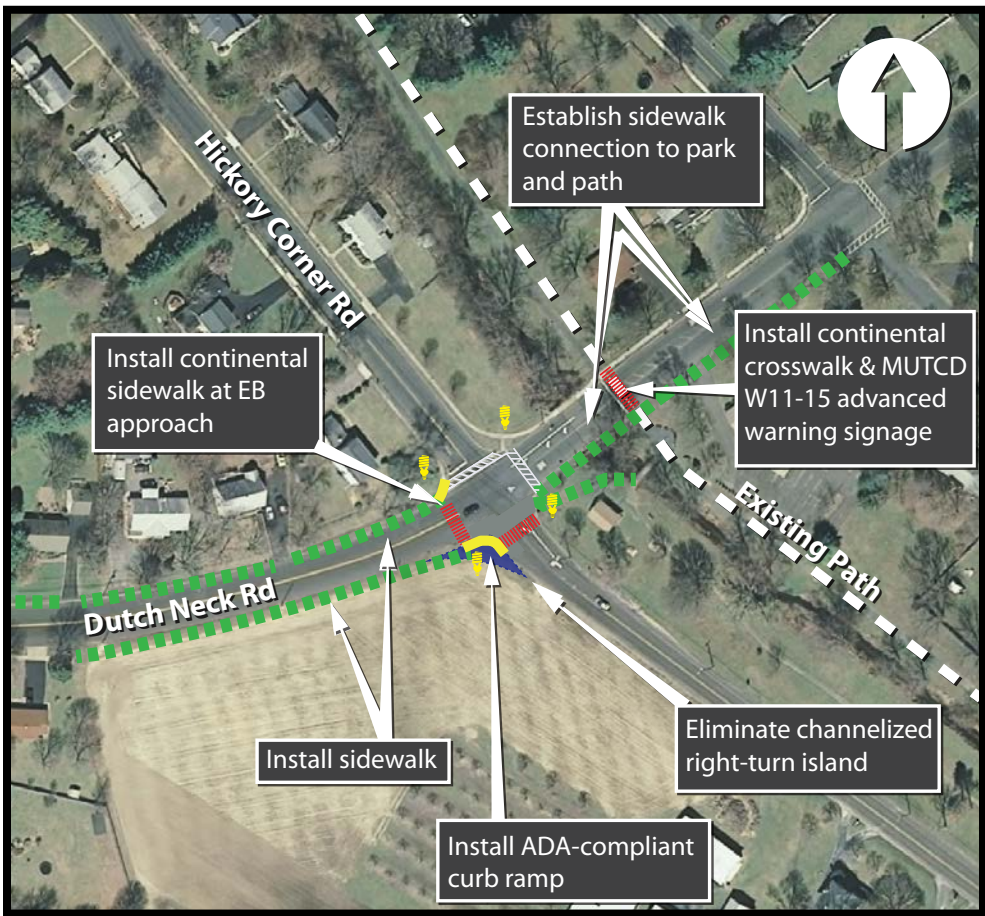 Establish sidewalk
connection to park
and path
Hickory Corner Rd
Install continental
crosswalk & MUTCD
W11-15 advanced
warning signage
Install continental
sidewalk at EB
approach
Existing Path
Dutch Neck Rd
Eliminate channelized
right-turn island
Install sidewalk
Install ADA-compliant
curb ramp